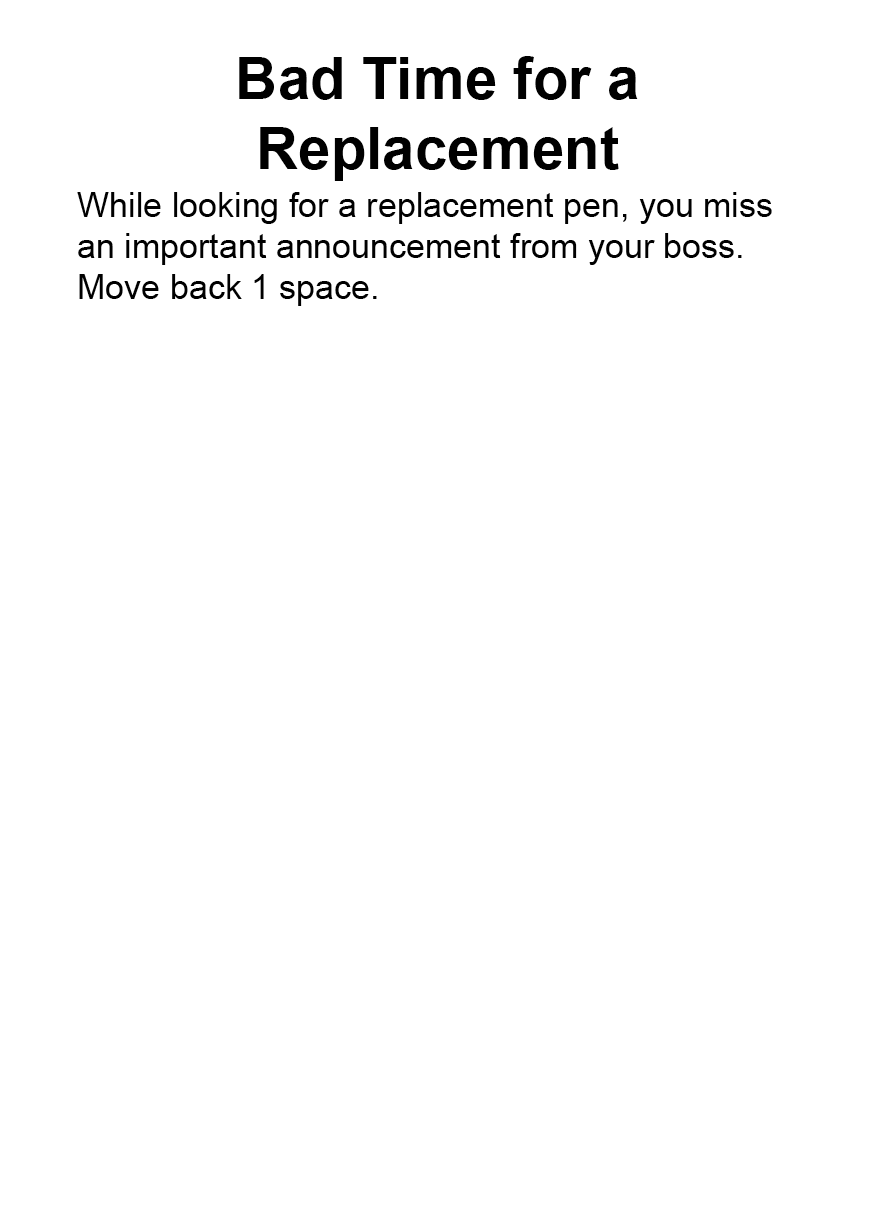 Bad Time for a
Replacement
While looking for a replacement pen, you miss
an important announcement from your boss.
Move back 1 space.